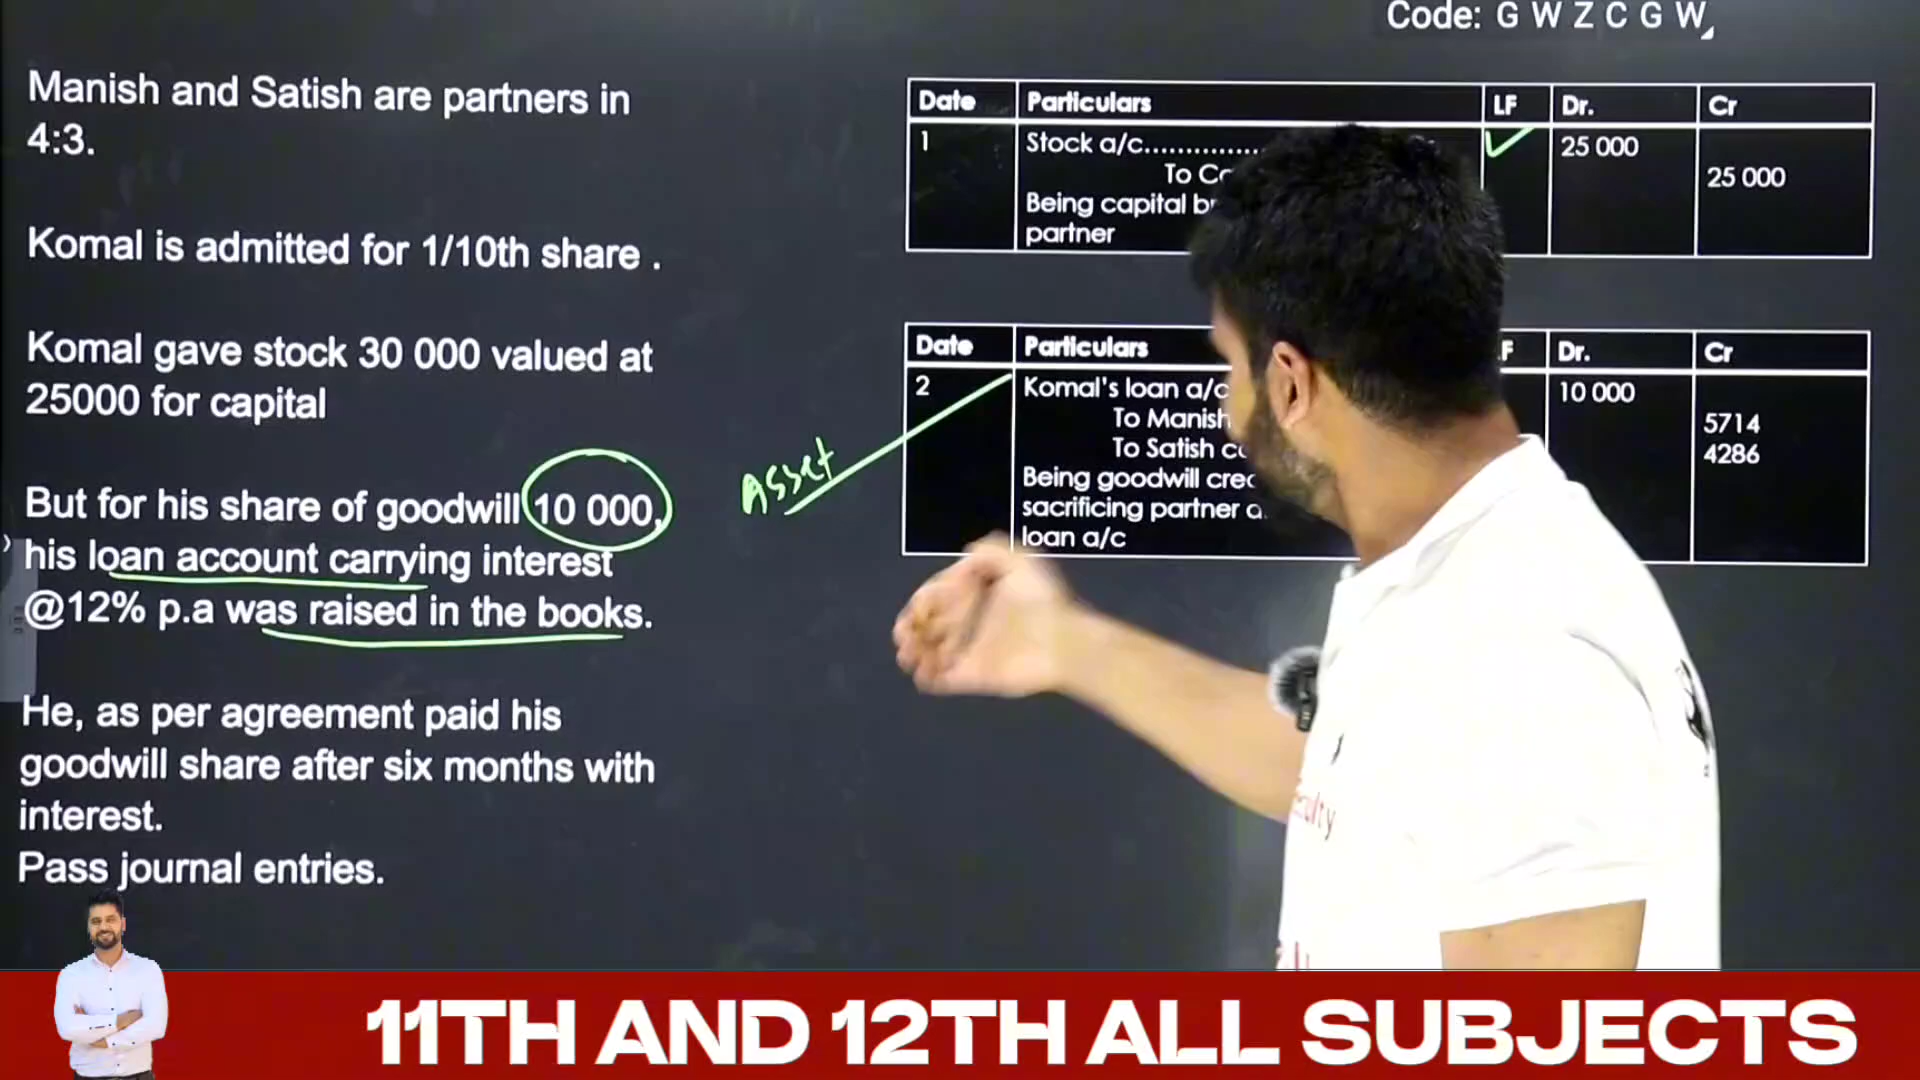 Code: G W Z C G W
Manish and Satish are partners in
4:3.
Komal is admitted for 1/10th share .
Komal gave stock 30 000 valued at
25000 for capital
But for his share of goodwill 10 000,
his loan account carrying interest
@12% p.a was raised in the books.
He, as per agreement paid his
goodwill share after six months with
interest.
Pass journal entries.
Date Particulars LF Dr. Cr
1 Stock a/c.............. 25 000
To 25 000
Being capital
partner
Asset
Date Particulars Dr. Cr
2 Komal's loan a/c 10 000
To Manish 5714
To Satish 4286
Being goodwill
sacrificing partner
loan a/c
11TH AND 12TH ALL SUBJECTS